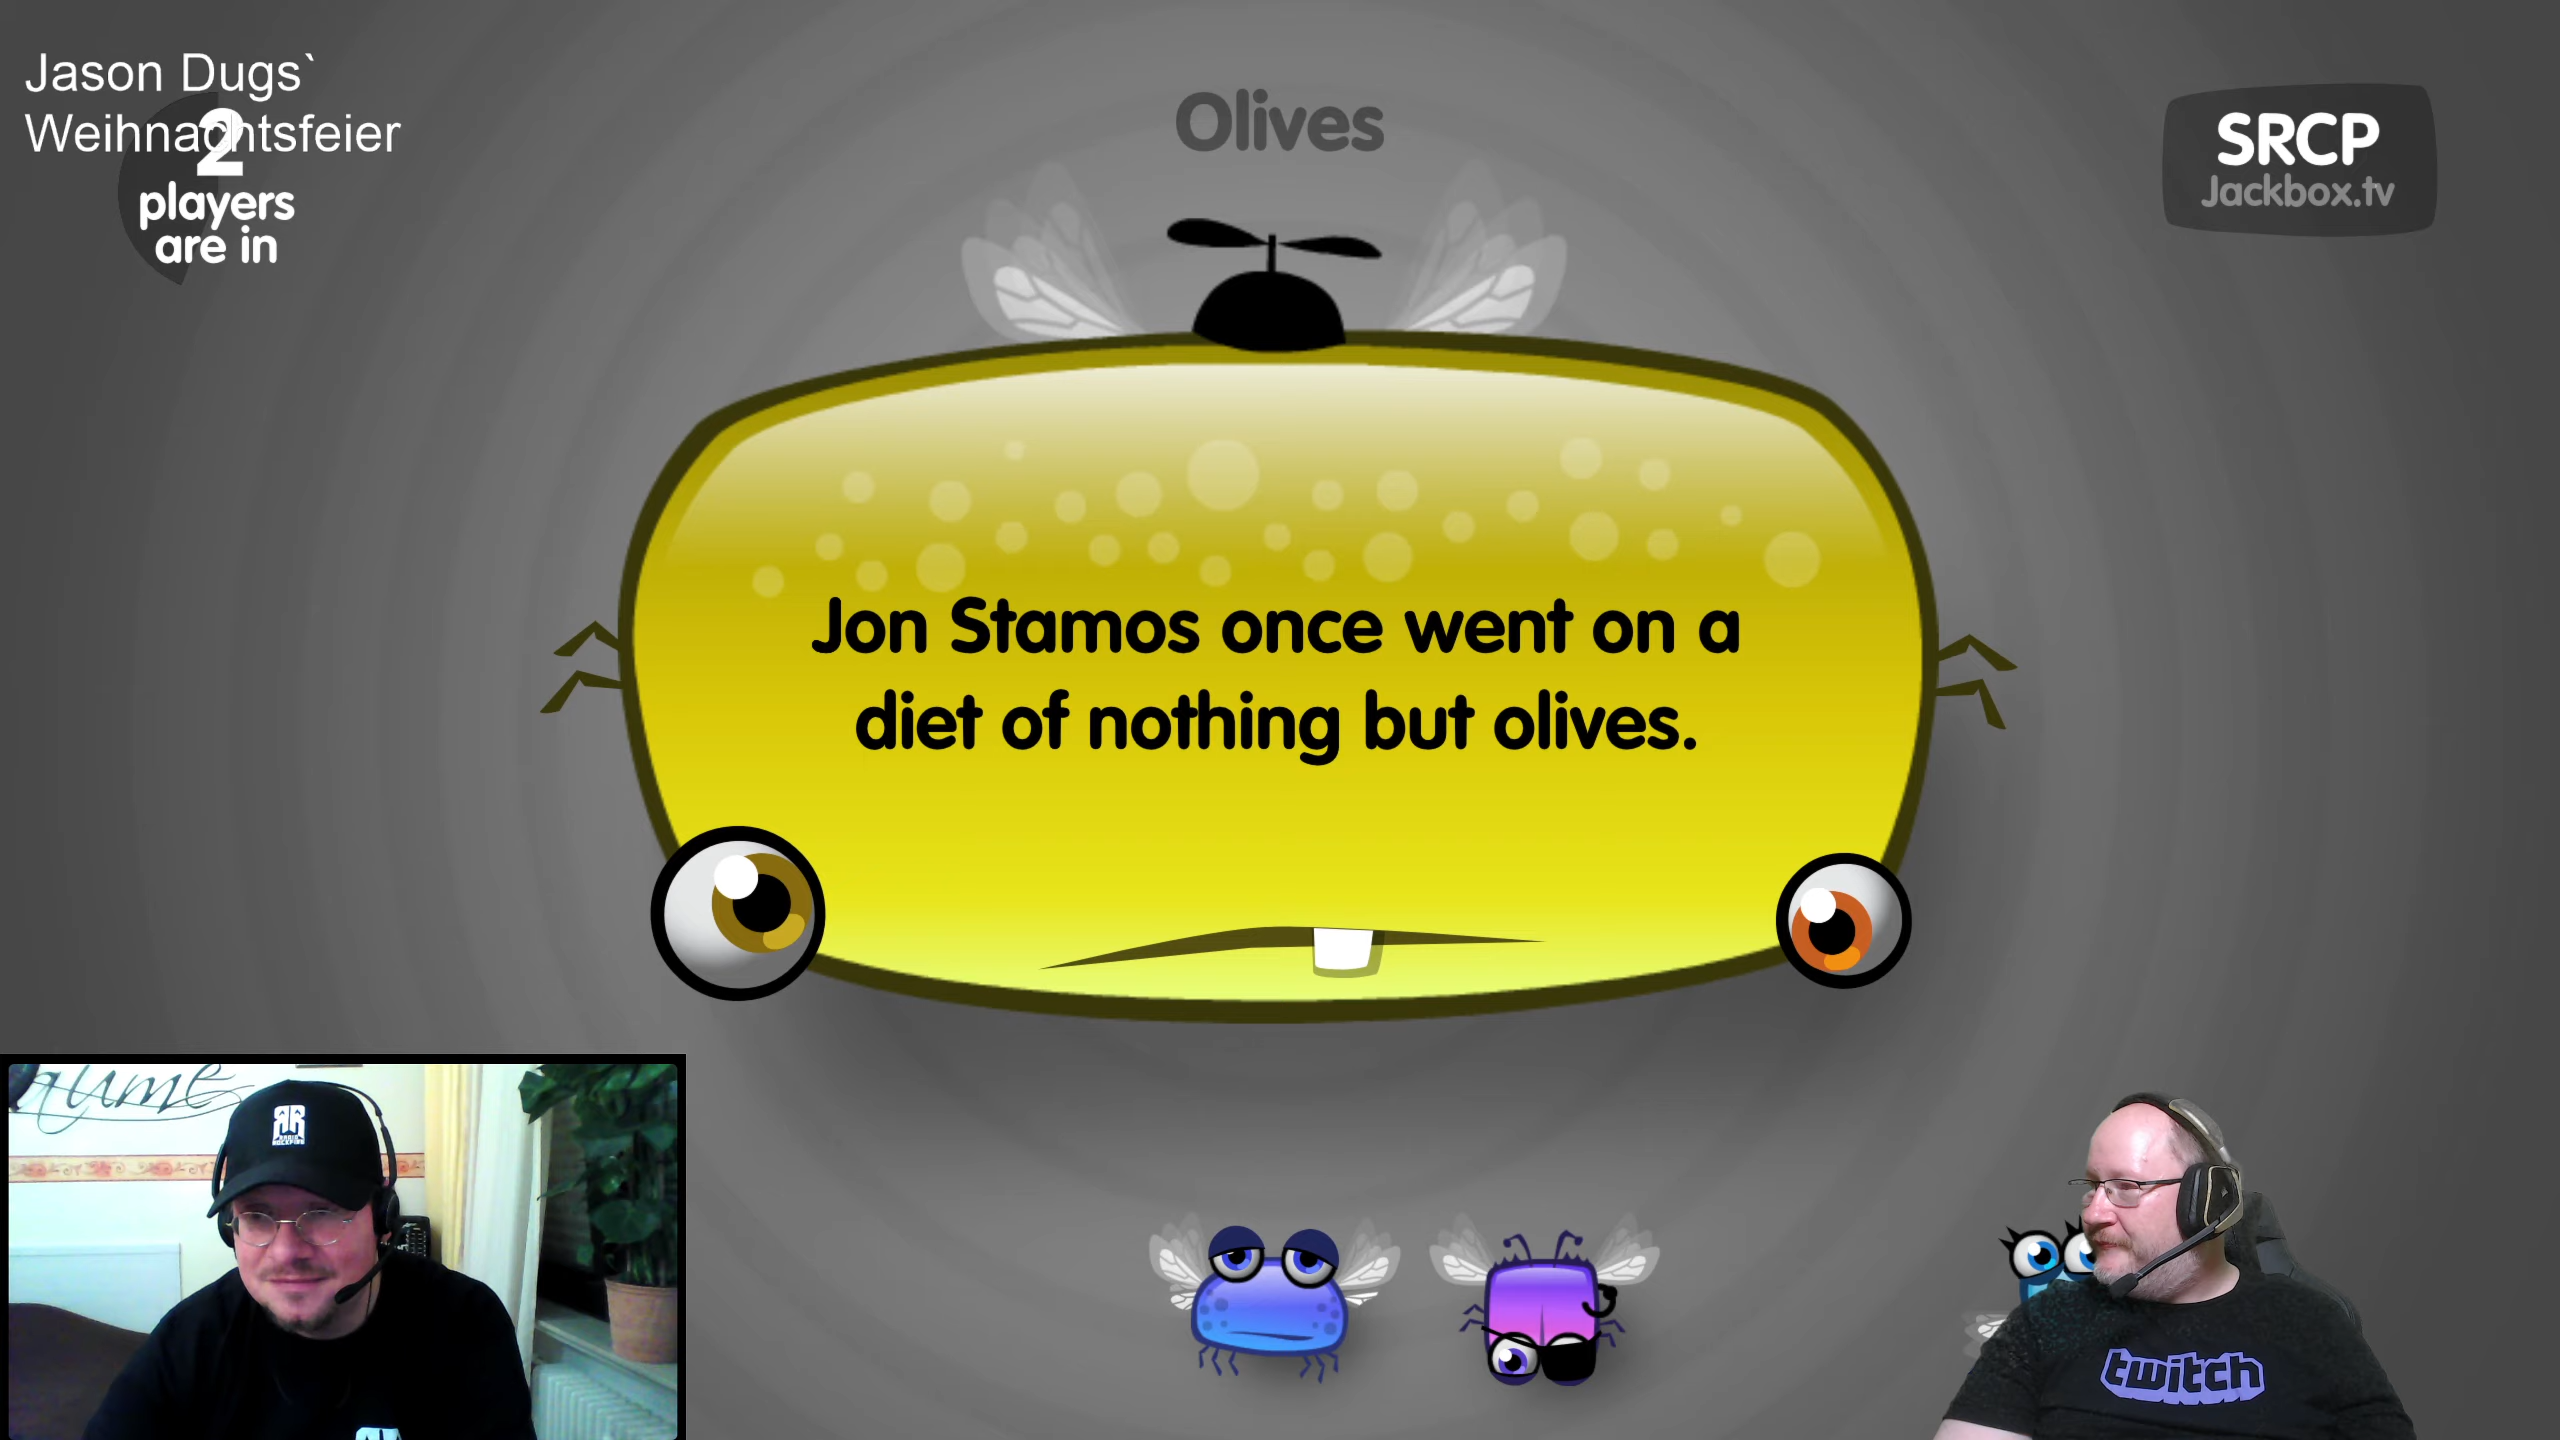 Jason Dugs`
Weihnachtsfeier
2
players
are in
Olives
SRCP
Jackbox.tv
Jon Stamos once went on a
diet of nothing but olives.
twitch